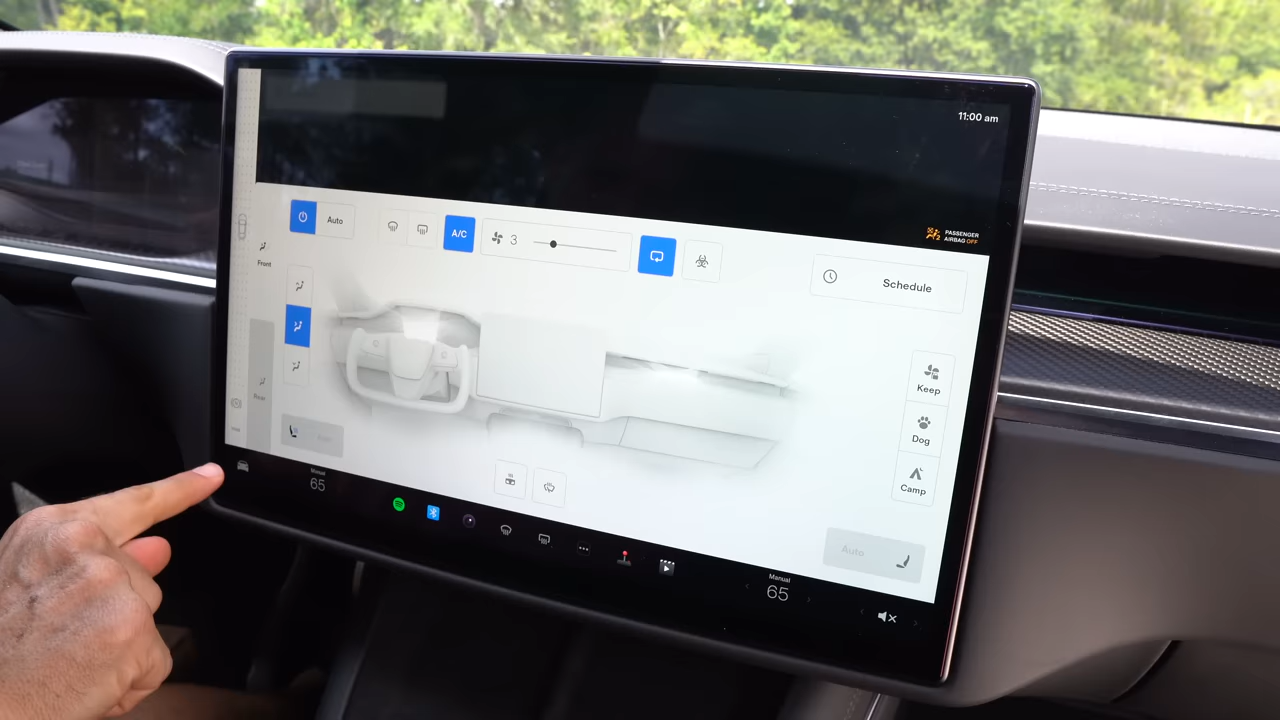 11:00 am
PASSENGER
AIRBAG OFF
Auto
A/C
3
Schedule
Front
Rear
Keep
Dog
Camp
Auto
Manual
65
Manual
65